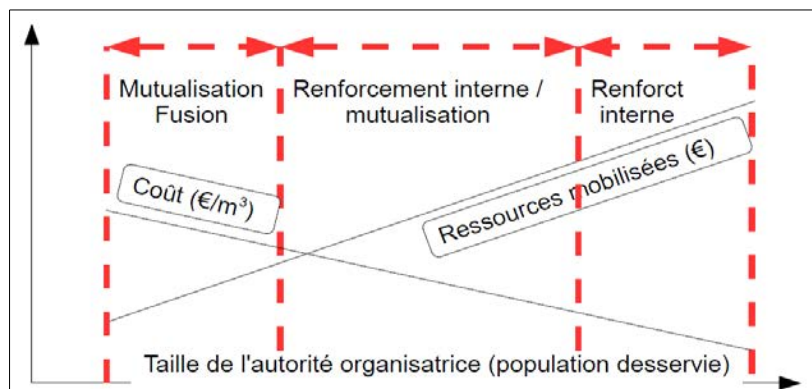 Mutualisation
Fusion
Renforcement interne /
mutualisation
Renforct
interne
Coût (€/m³)
Ressources mobilisées (€)
Taille de l'autorité organisatrice (population desservie)